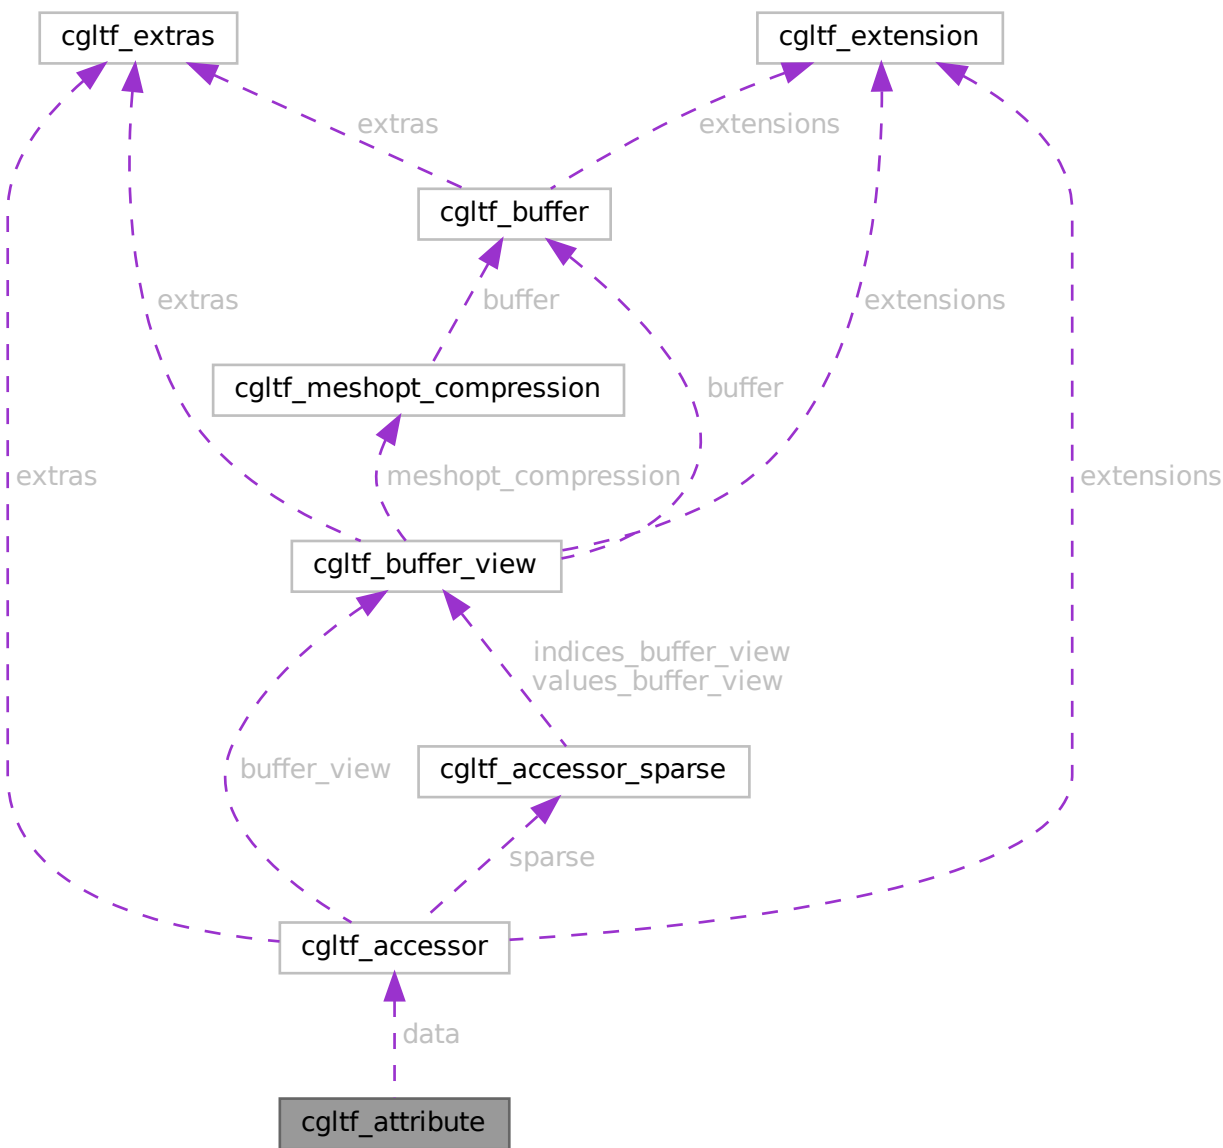 cgltf_extras
cgltf_extension
extras
extensions
cgltf_buffer
extras
buffer
extensions
cgltf_meshopt_compression
buffer
extras
meshopt_compression
extensions
cgltf_buffer_view
indices_buffer_view
values_buffer_view
buffer_view
cgltf_accessor_sparse
sparse
cgltf_accessor
data
cgltf_attribute